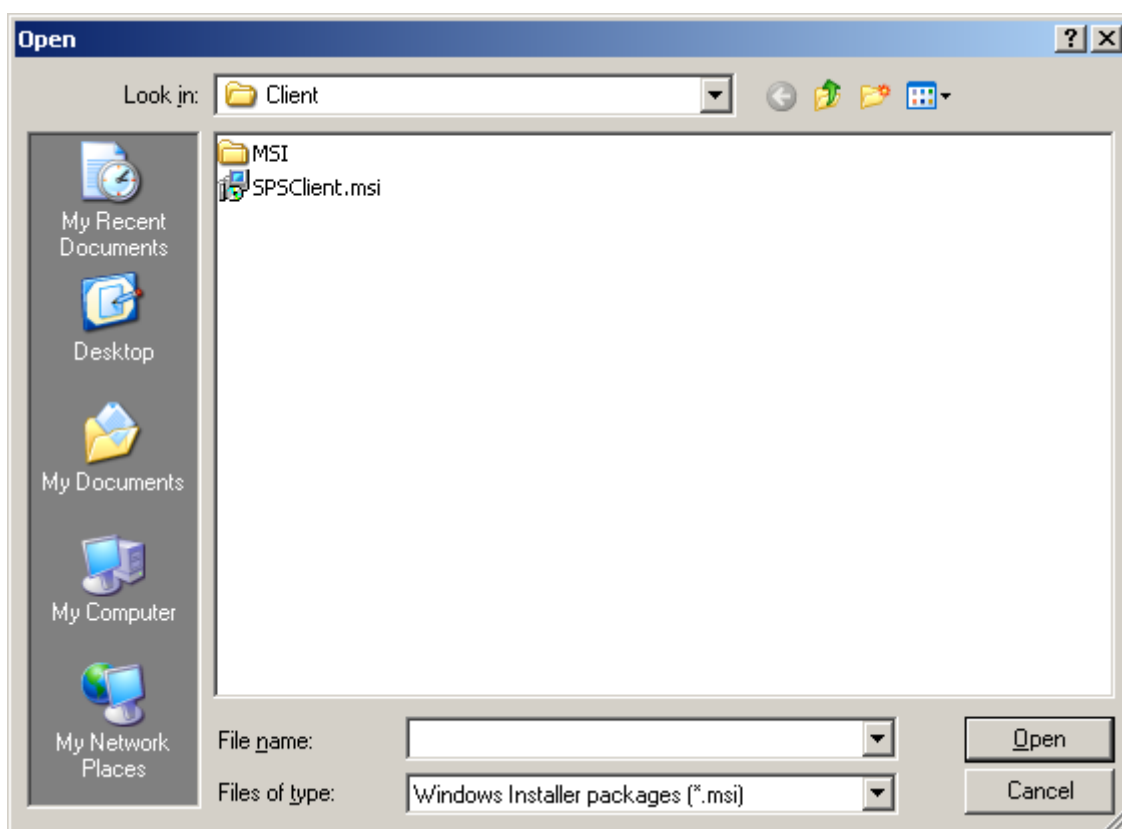 Open
Look in:
Client
MSI
SPSClient.msi
My Recent
Documents
Desktop
My Documents
My Computer
My Network
Places
File name:
Open
Files of type:
Windows Installer packages (*.msi)
Cancel